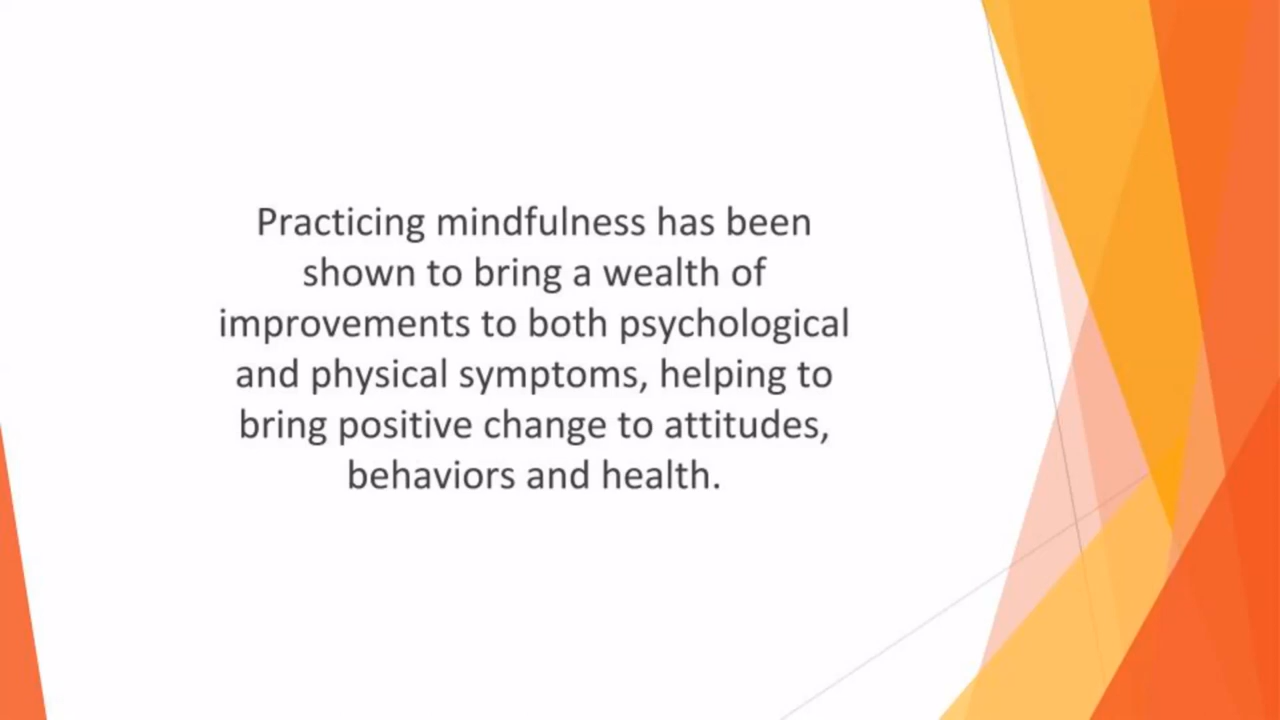 Practicing mindfulness has been
shown to bring a wealth of
improvements to both psychological
and physical symptoms, helping to
bring positive change to attitudes,
behaviors and health.